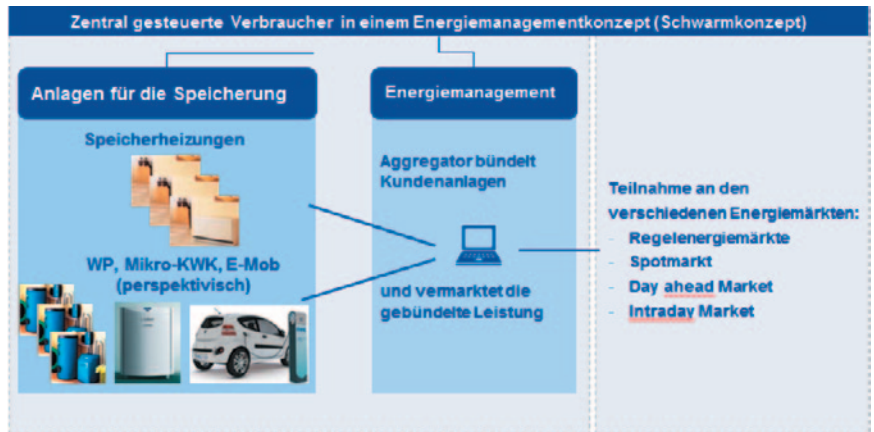 Zentral gesteuerte Verbraucher in einem Energiemanagementkonzept (Schwarmkonzept)
Anlagen für die Speicherung
Speicherheizungen
WP, Mikro-KWK, E-Mob
(perspektivisch)
Energiemanagement
Aggregator bündelt
Kundenanlagen
und vermarktet die
gebündelte Leistung
Teilnahme an den
verschiedenen Energiemärkten:
- Regelenergiemärkte
- Spotmarkt
- Day ahead Market
- Intraday Market